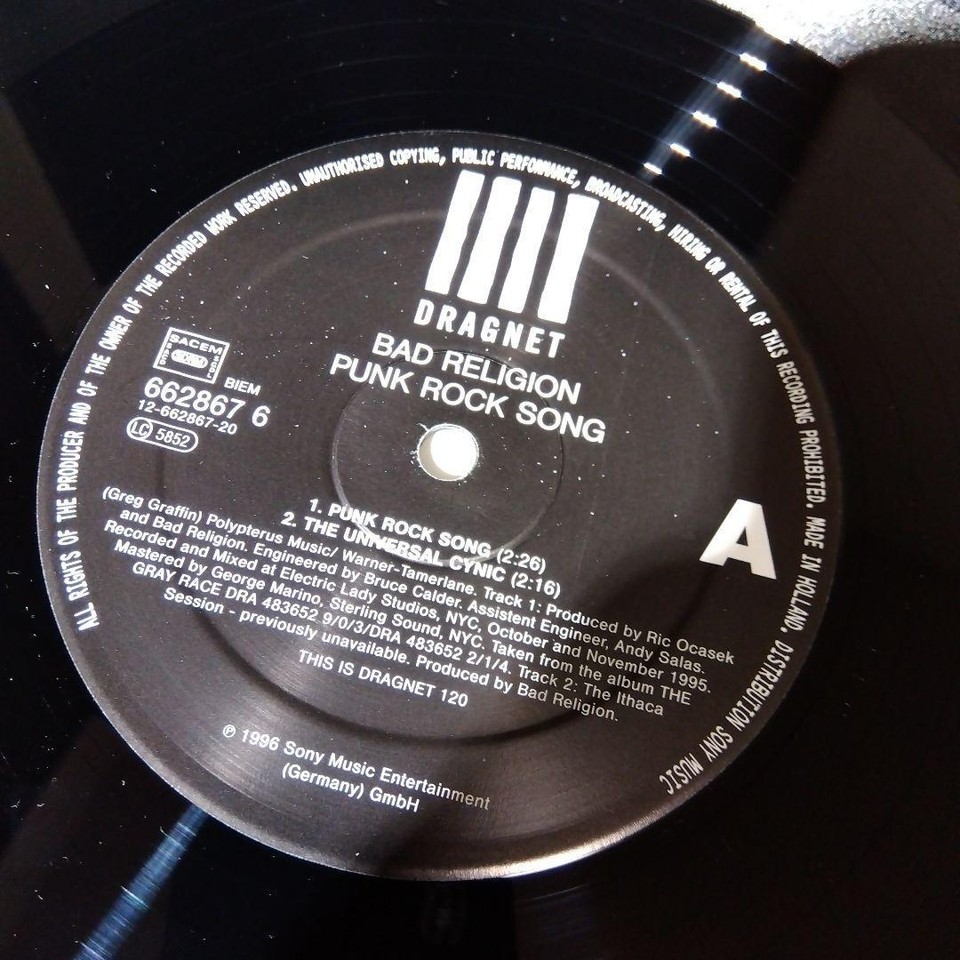 ALL RIGHTS OF THE PRODUCER AND OF THE OWNER OF THE RECORDED WORK RESERVED. UNAUTHORISED COPYING, PUBLIC PERFORMANCE, BROADCASTING, HIRING OR RENTAL OF THIS RECORDING PROHIBITED. MADE IN HOLLAND. DISTRIBUTION SONY MUSIC
DRAGNET
BAD RELIGION
PUNK ROCK SONG
SACEM
BIEM
662867 6
12-662867-20
LC 5852
A
1. PUNK ROCK SONG (2:26)
2. THE UNIVERSAL CYNIC (2:16)
(Greg Graffin) Polypterus Music/ Warner-Tamerlane. Track 1: Produced by Ric Ocasek
and Bad Religion. Engineered by Bruce Calder. Assistent Engineer, Andy Salas.
Recorded and Mixed at Electric Lady Studios, NYC, October and November 1995.
Mastered by George Marino, Sterling Sound, NYC. Taken from the album THE
GRAY RACE DRA 483652 9/0/3/DRA 483652 2/1/4. Track 2: The Ithaca
Session - previously unavailable. Produced by Bad Religion.
THIS IS DRAGNET 120
℗ 1996 Sony Music Entertainment
(Germany) GmbH